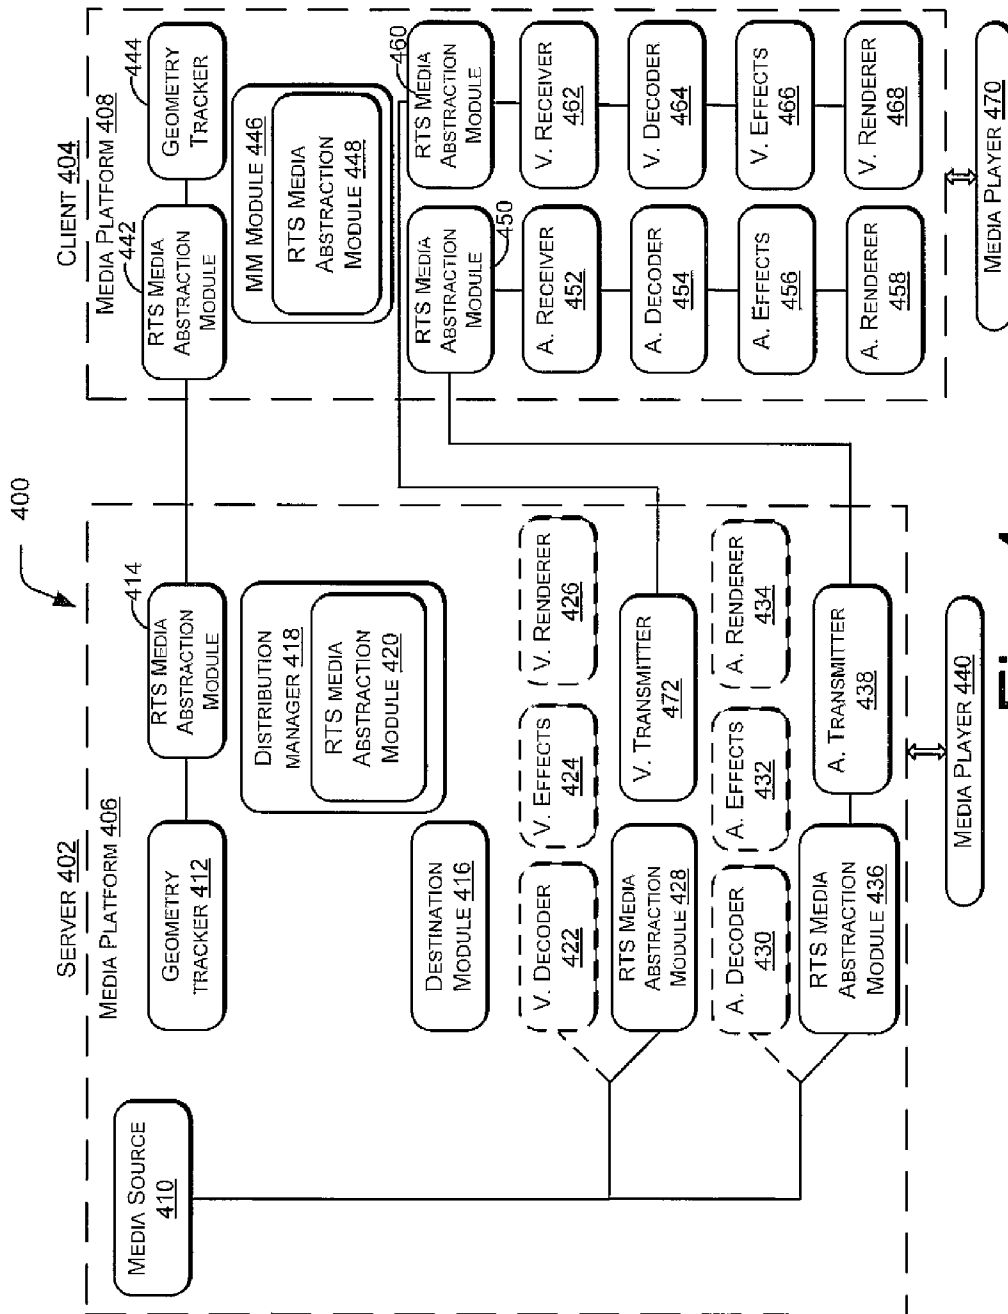 400
SERVER 402
MEDIA PLATFORM 406
MEDIA SOURCE
410
GEOMETRY
TRACKER 412
414
RTS MEDIA
ABSTRACTION
MODULE
DISTRIBUTION
MANAGER 418
RTS MEDIA
ABSTRACTION
MODULE 420
DESTINATION
MODULE 416
V. DECODER
422
V. EFFECTS
424
V. RENDERER
426
RTS MEDIA
ABSTRACTION
MODULE 428
V. TRANSMITTER
472
A. DECODER
430
A. EFFECTS
432
A. RENDERER
434
RTS MEDIA
ABSTRACTION
MODULE 436
A. TRANSMITTER
438
MEDIA PLAYER 440
CLIENT 404
MEDIA PLATFORM 408
442
RTS MEDIA
ABSTRACTION
MODULE
444
GEOMETRY
TRACKER
MM MODULE 446
RTS MEDIA
ABSTRACTION
MODULE 448
RTS MEDIA
ABSTRACTION
MODULE
450
460
RTS MEDIA
ABSTRACTION
MODULE
A. RECEIVER
452
V. RECEIVER
462
A. DECODER
454
V. DECODER
464
A. EFFECTS
456
V. EFFECTS
466
A. RENDERER
458
V. RENDERER
468
MEDIA PLAYER 470